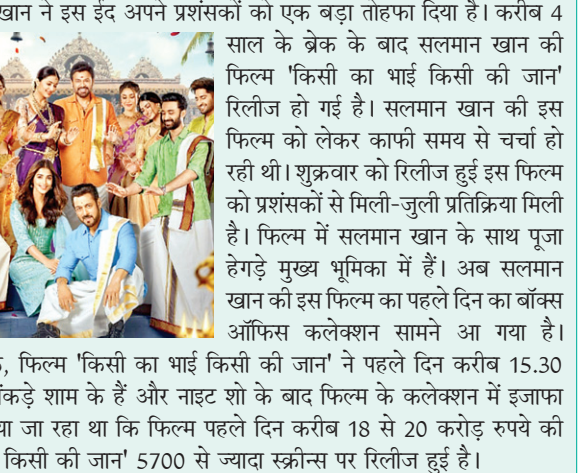 खान ने इस ईद अपने प्रशंसकों को एक बड़ा तोहफा दिया है। करीब 4
साल के ब्रेक के बाद सलमान खान की
फिल्म 'किसी का भाई किसी की जान'
रिलीज हो गई है। सलमान खान की इस
फिल्म को लेकर काफी समय से चर्चा हो
रही थी। शुक्रवार को रिलीज हुई इस फिल्म
को प्रशंसकों से मिली-जुली प्रतिक्रिया मिली
है। फिल्म में सलमान खान के साथ पूजा
हेगड़े मुख्य भूमिका में हैं। अब सलमान
खान की इस फिल्म का पहले दिन का बॉक्स
ऑफिस कलेक्शन सामने आ गया है।
फिल्म 'किसी का भाई किसी की जान' ने पहले दिन करीब 15.30
शाम के हैं और नाइट शो के बाद फिल्म के कलेक्शन में इजाफा
जा रहा था कि फिल्म पहले दिन करीब 18 से 20 करोड़ रुपये की
किसी की जान' 5700 से ज्यादा स्क्रीन्स पर रिलीज हुई है।